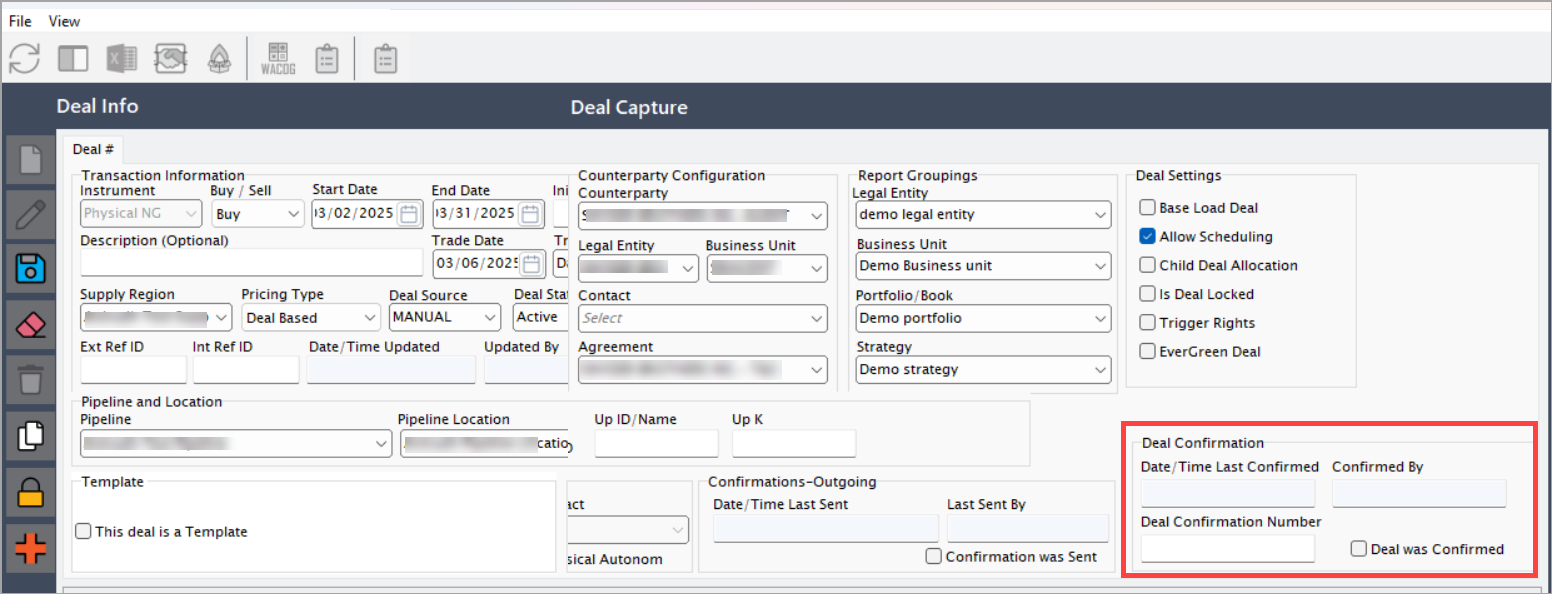 File View
WACOG
Deal Info Deal Capture
Deal #
Transaction Information Counterparty Configuration Report Groupings Deal Settings
Instrument Buy / Sell Start Date End Date Ini Counterparty Legal Entity
Physical NG Buy 3/02/2025 3/31/2025 demo legal entity Base Load Deal
Allow Scheduling
Description (Optional) Trade Date Tr Legal Entity Business Unit Business Unit
03/06/2025 Da Demo Business unit Child Deal Allocation
Supply Region Pricing Type Deal Source Deal Stat Contact Portfolio/Book Is Deal Locked
Deal Based MANUAL Active Select Demo portfolio Trigger Rights
Ext Ref ID Int Ref ID Date/Time Updated Updated By Agreement Strategy EverGreen Deal
Demo strategy
Pipeline and Location
Pipeline Pipeline Location Up ID/Name Up K
catio
Deal Confirmation
Date/Time Last Confirmed Confirmed By
Template Confirmations-Outgoing
act Date/Time Last Sent Last Sent By
Deal Confirmation Number
This deal is a Template
Deal was Confirmed
sical Autonom Confirmation was Sent